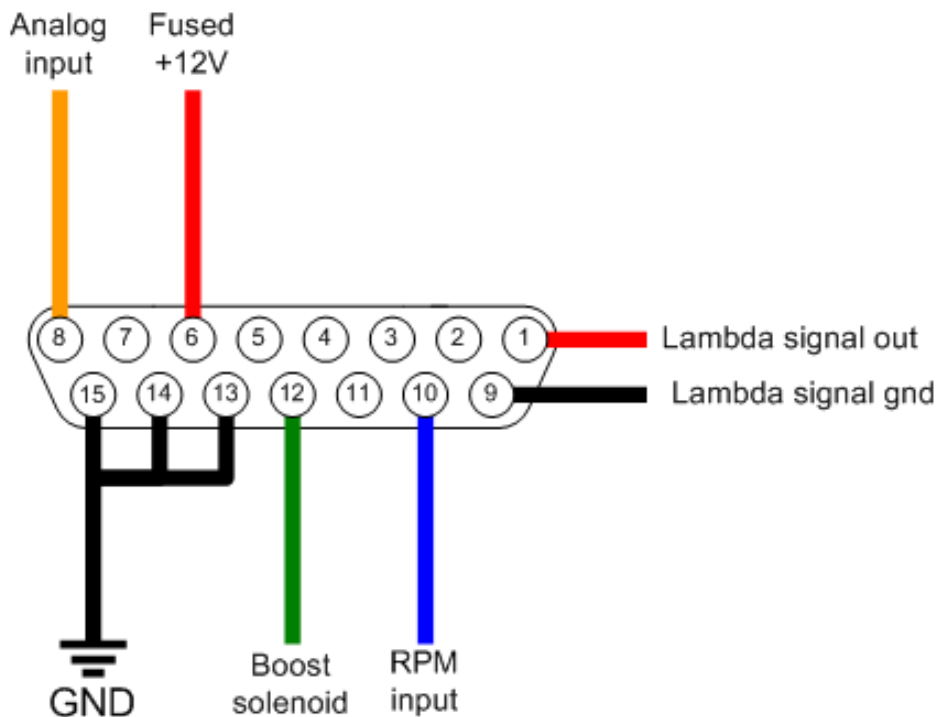 Analog
input
Fused
+12V
8 7 6 5 4 3 2 1
Lambda signal out
15 14 13 12 11 10 9
Lambda signal gnd
GND
Boost
solenoid
RPM
input